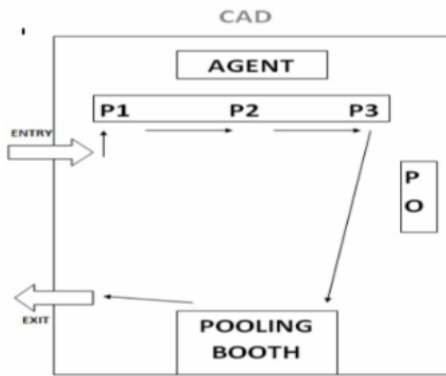 CAD
AGENT
P1 P2 P3
ENTRY
P
O
EXIT
POOLING
BOOTH